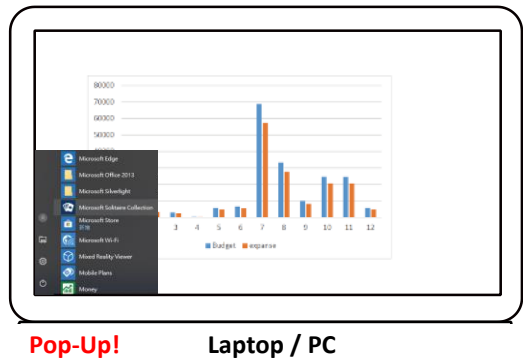 80000
70000
60000
50000
Microsoft Edge
Microsoft Office 2013
Microsoft Silverlight
Microsoft Solitaire Collection
Microsoft Store
Microsoft Wi-Fi
Mixed Reality Viewer
Mobile Plans
Money
3 4 5 6 7 8 9 10 11 12
Budget expanse
Pop-Up! Laptop / PC